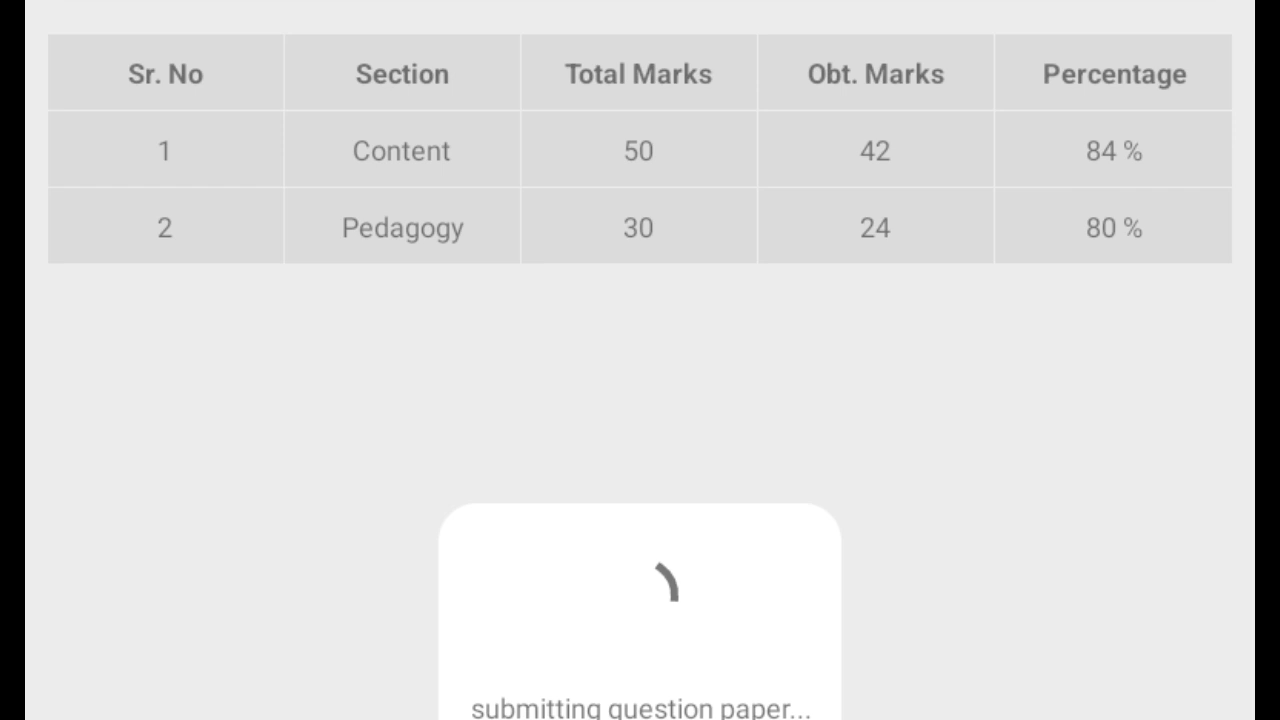 Sr. No Section Total Marks Obt. Marks Percentage
1 Content 50 42 84 %
2 Pedagogy 30 24 80 %
submitting question paper...